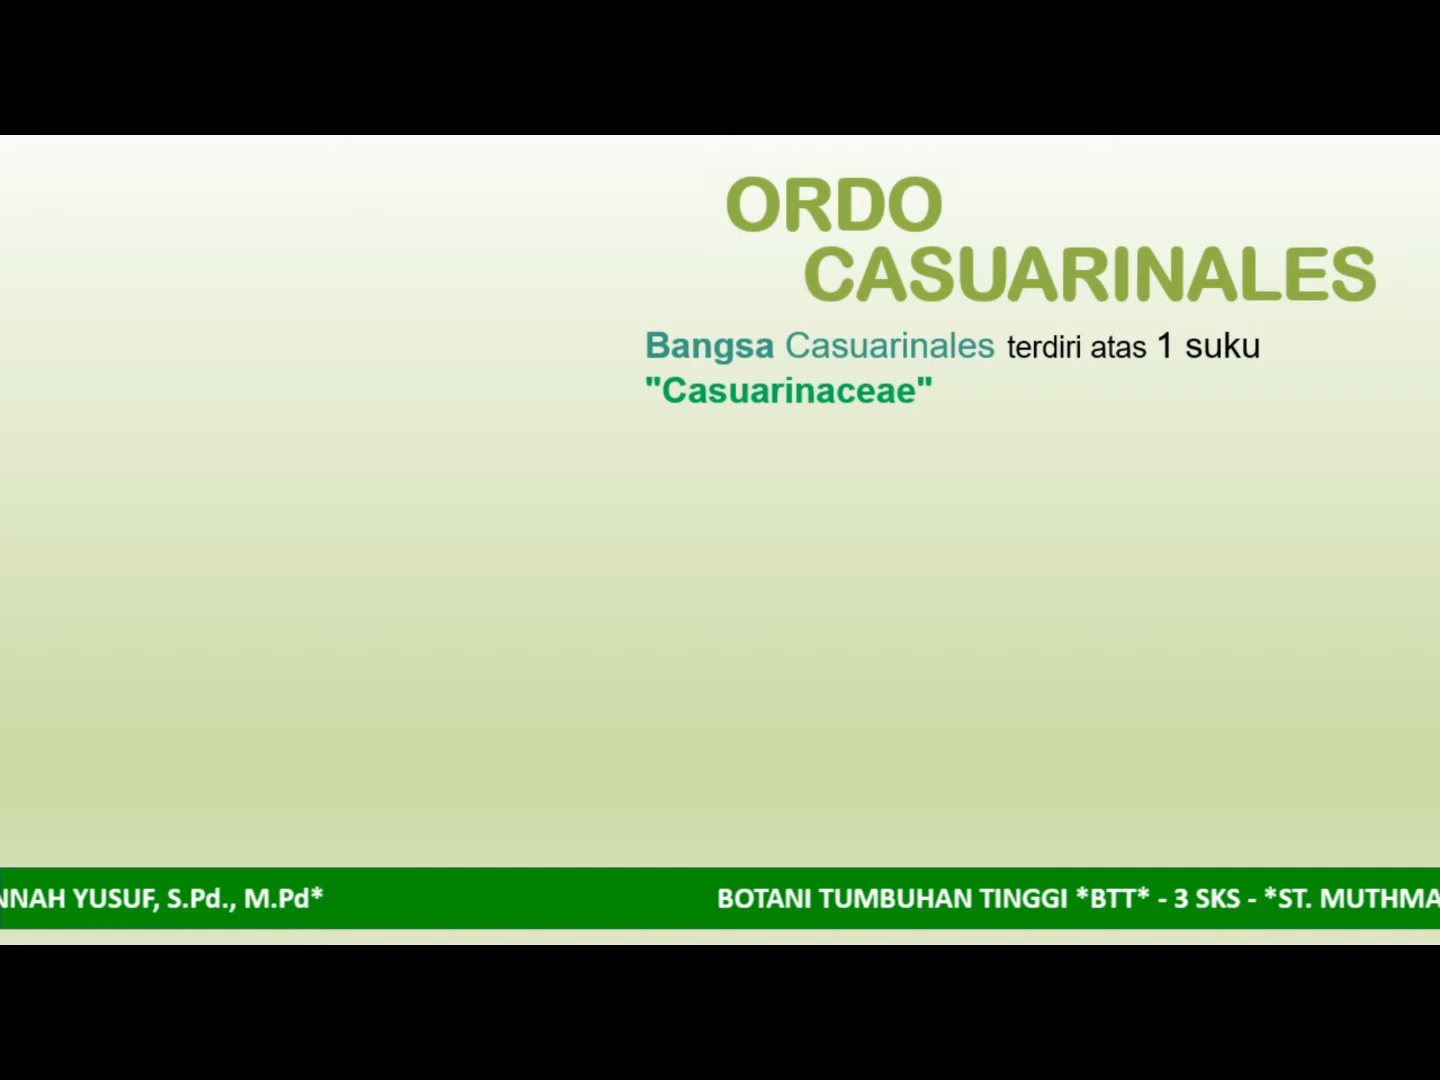 ORDO
CASUARINALES
Bangsa Casuarinales terdiri atas 1 suku
"Casuarinaceae"
NNAH YUSUF, S.Pd., M.Pd* BOTANI TUMBUHAN TINGGI *BTT* - 3 SKS - *ST. MUTHMA